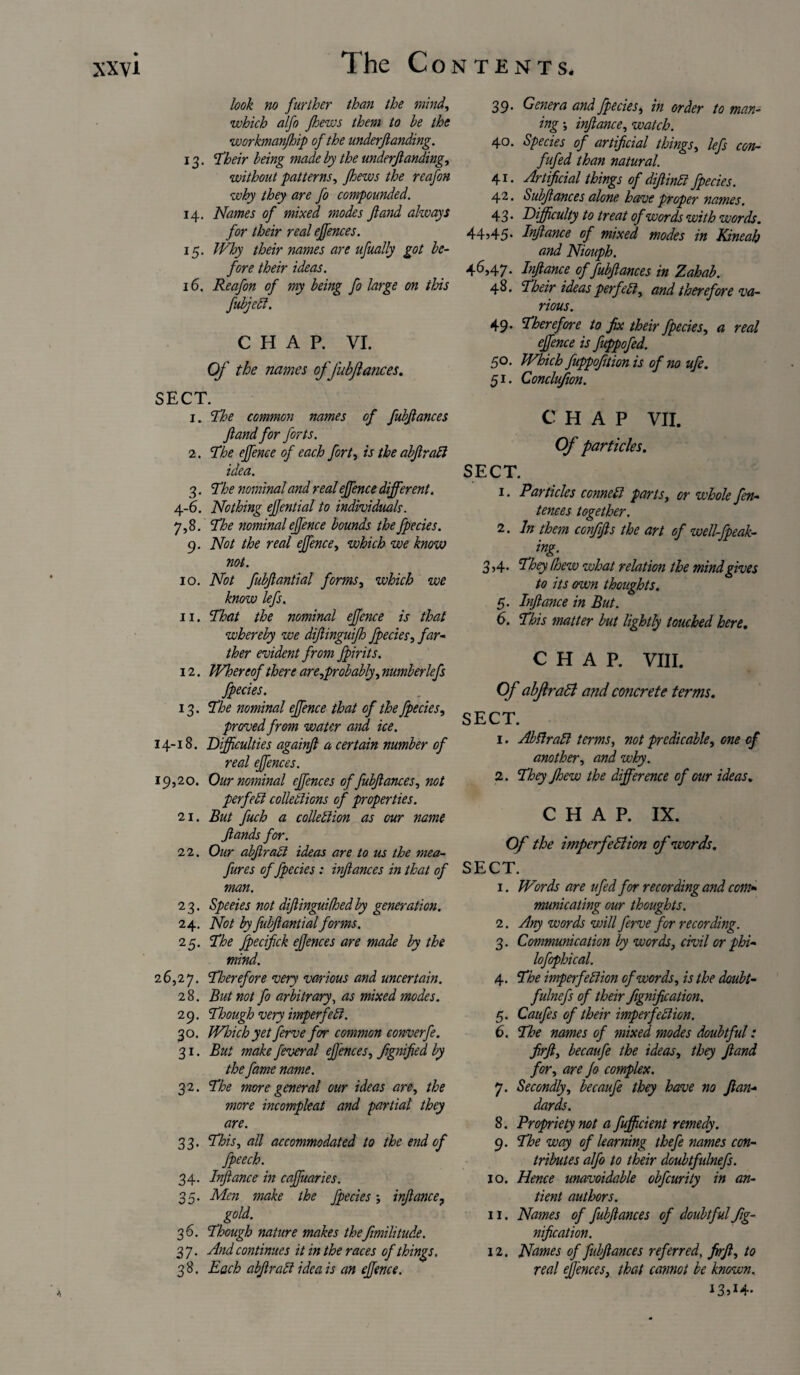 xxvi The CONTENTS.
look no further than the mind,
which alſo ſhews them to be the
workmanſhip of the underſtanding.
13. Their being made by the underſtanding,
without patterns, ſhews the reaſon
why they are ſo compounded.
14. Names of mixed modes ſtand always
for their real eſſences.
15. Why their names are uſually got be-
fore their ideas.
16. Reaſon of my being ſo large on this
ſubject.
CHAP. VI.
Of the names of ſubſtances.
SECT.
1. The common names of ſubſtances
ſtand for ſorts.
2. The eſſence of each ſort, is the abſtract
idea.
3. The nominal and real eſſence different.
4-6. Nothing eſſential to individuals.
7,8. The nominal eſſence bounds the ſpecies.
9. Not the real eſſence, which we know
not.
10. Not ſubſtantial forms, which we
know leſs.
11. That the nominal eſſence is that
whereby we diſtinguiſh ſpecies, far-
ther evident from ſpirits.
12. Whereof there are, probably, numberleſs
ſpecies.
13. The nominal eſſence that of the ſpecies,
proved from water and ice.
14-18. Difficulties againſt a certain number of
real eſſences.
19,20. Our nominal eſſences of ſubſtances, not
perfect collections of properties.
21. But ſuch a collection as our name
ſtands for.
22. Our abſtract ideas are to us the mea-
ſures of ſpecies : inſtances in that of
man.
23. Species not diſtinguiſhed by generation.
24. Not by ſubſtantial forms.
25. The ſpecifick eſſences are made by the
mind.
26,27. Therefore very various and uncertain.
28. But not ſo arbitrary, as mixed modes.
29. Though very imperfect.
30. Which yet ſerve for common converſe.
31. But make ſeveral eſſences, ſignified by
the ſame name.
32. The more general our ideas are, the
more incompleat and partial they
are.
33. This, all accommodated to the end of
ſpeech.
34. Inſtance in caſſuaries.
35. Men make the ſpecies ; inſtance,
gold.
36. Though nature makes the ſimilitude.
37. And continues it in the races of things.
38. Each abſtract idea is an eſſence.
39. Genera and ſpecies, in order to nam-
ing ; inſtance, watch.
40. Species of artificial things, leſs con-
fuſed than natural.
41. Artificial things of diſtinct ſpecies.
42. Subſtances alone have proper names.
43. Difficulty to treat of words with words.
44,45. Inſtance of mixed modes in Kineah
and Niouph.
46,47. Inſtance of ſubſtances in Zahab.
48. Their ideas perfect, and therefore va-
rious.
49. Therefore to fix their ſpecies, a real
eſſence is ſuppoſed.
50. Which ſuppoſition is of no uſe.
51. Concluſion.
CHAP VII.
Of particles.
SECT.
1. Particles connect parts, or whole ſen-
tences together.
2. In them conſiſts the art of well-ſpeak-
ing.
3,4. They ſhew what relation the mind gives
to its own thoughts.
5. Inſtance in But.
6. This matter but lightly touched here.
CHAP. VIII.
Of abſtract and concrete terms.
SECT.
1. Abſtract terms, not predicable, one of
another, and why.
2. They ſhew the difference of our ideas.
CHAP. IX.
Of the imperfection of words.
SECT.
1. Words are uſed for recording and com-
municating our thoughts.
2. Any words will ſerve for recording.
3. Communication by words, civil or phi-
loſophical.
4. The imperfection of words, is the doubt-
fulneſs of their ſignification.
5. Cauſes of their imperfection.
6. The names of mixed modes doubtful :
firſt, becauſe the ideas, they ſtand
for, are ſo complex.
7. Secondly, becauſe they have no ſtan-
dards.
8. Propriety not a ſufficient remedy.
9. The way of learning theſe names con-
tributes alſo to their doubtfulneſs.
10. Hence unavoidable obſcurity in an-
tient authors.
11. Names of ſubſtances of doubtful ſig-
nification.
12. Names of ſubſtances referred, firſt, to
real eſſences, that cannot be known.
13,14.